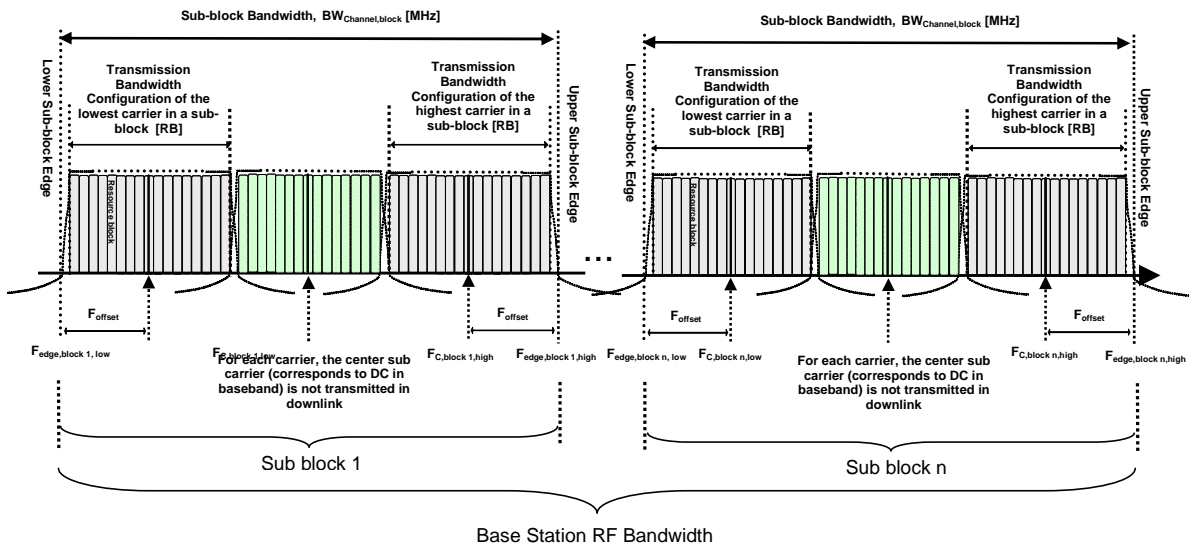 Sub-block Bandwidth, BWChannel,block [MHz]
Lower Sub-block Edge
Transmission
Bandwidth
Configuration of the
lowest carrier in a sub-
block [RB]
Transmission
Bandwidth
Configuration of the
highest carrier in a
sub-block [RB]
Upper Sub-block Edge
Resource block
Foffset
Foffset
Fedge,block 1, low
FC,block 1,low
FC,block 1,high
Fedge,block 1,high
For each carrier, the center sub
carrier (corresponds to DC in
baseband) is not transmitted in
downlink
Sub block 1
...
Sub-block Bandwidth, BWChannel,block [MHz]
Lower Sub-block Edge
Transmission
Bandwidth
Configuration of the
lowest carrier in a
sub-block [RB]
Transmission
Bandwidth
Configuration of the
highest carrier in a
sub-block [RB]
Upper Sub-block Edge
Resource block
Foffset
Foffset
Fedge,block n, low
FC,block n,low
FC,block n,high
Fedge,block n,high
For each carrier, the center sub
carrier (corresponds to DC in
baseband) is not transmitted in
downlink
Sub block n
Base Station RF Bandwidth